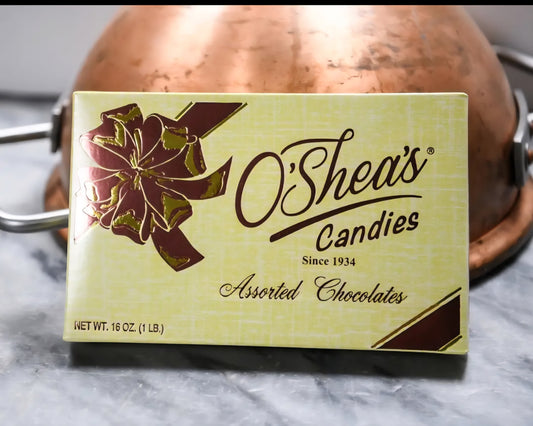 O'Shea's®
Candies
Since 1934
Assorted Chocolates
NET WT. 16 OZ. (1 LB.)